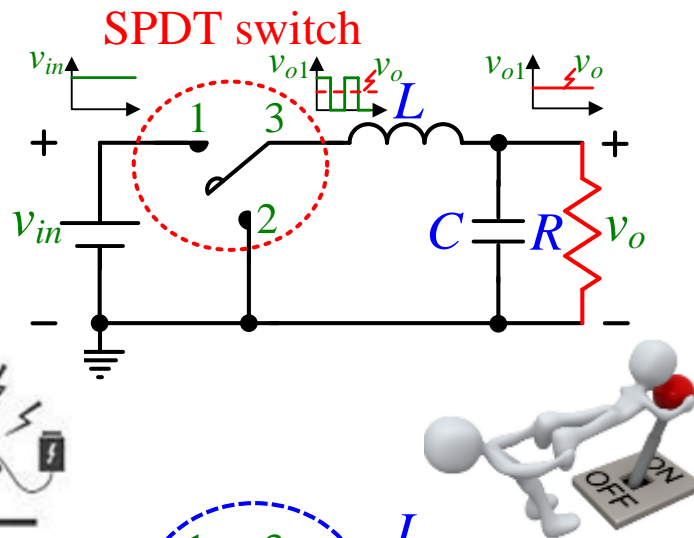 SPDT switch
v_in
v_o1 v_o
v_o1 v_o
L
+ 1 3 +
2
v_in C R v_o
− −
OFF ON
L